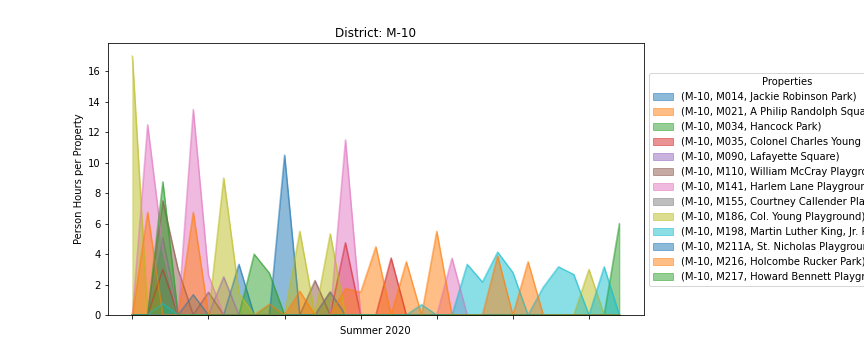 District: M-10
Person Hours per Property
16
14
12
10
8
6
4
2
0
Summer 2020
Properties
(M-10, M014, Jackie Robinson Park)
(M-10, M021, A Philip Randolph Squa
(M-10, M034, Hancock Park)
(M-10, M035, Colonel Charles Young
(M-10, M090, Lafayette Square)
(M-10, M110, William McCray Playgro
(M-10, M141, Harlem Lane Playgroun
(M-10, M155, Courtney Callender Pla
(M-10, M186, Col. Young Playground)
(M-10, M198, Martin Luther King, Jr. P
(M-10, M211A, St. Nicholas Playgroun
(M-10, M216, Holcombe Rucker Park)
(M-10, M217, Howard Bennett Playgr